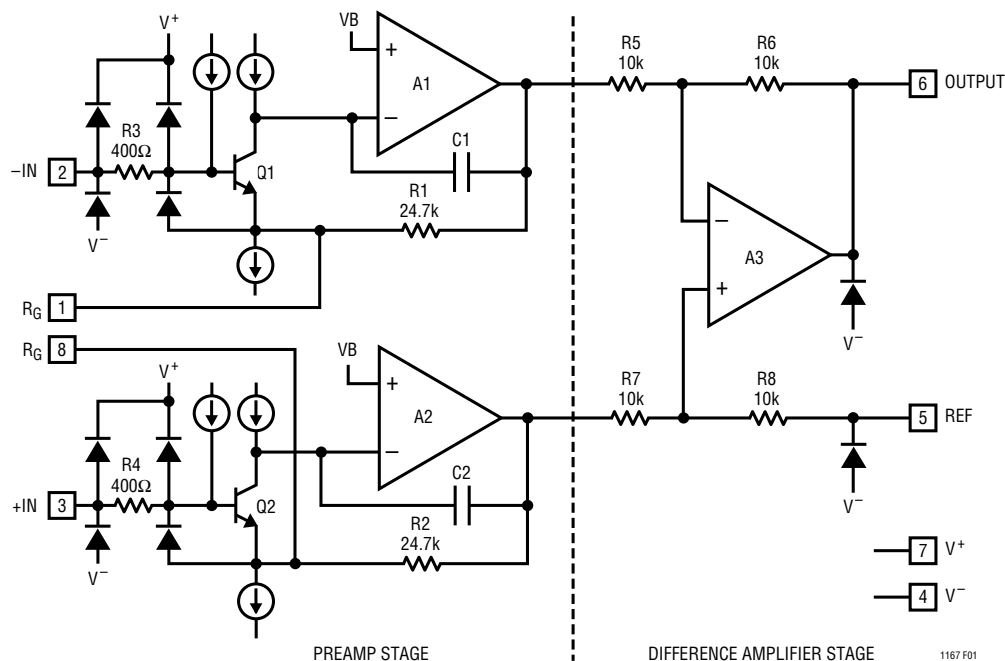 V+
VB
R5
10k
R6
10k
6 OUTPUT
A1
+
−
R3
400Ω
C1
−IN 2
Q1
R1
24.7k
V−
A3
−
+
RG 1
V−
RG 8
VB
V+
R7
10k
R8
10k
A2
+
−
5 REF
R4
400Ω
C2
+IN 3
Q2
R2
24.7k
V−
V−
7 V+
4 V−
PREAMP STAGE
DIFFERENCE AMPLIFIER STAGE
1167 F01